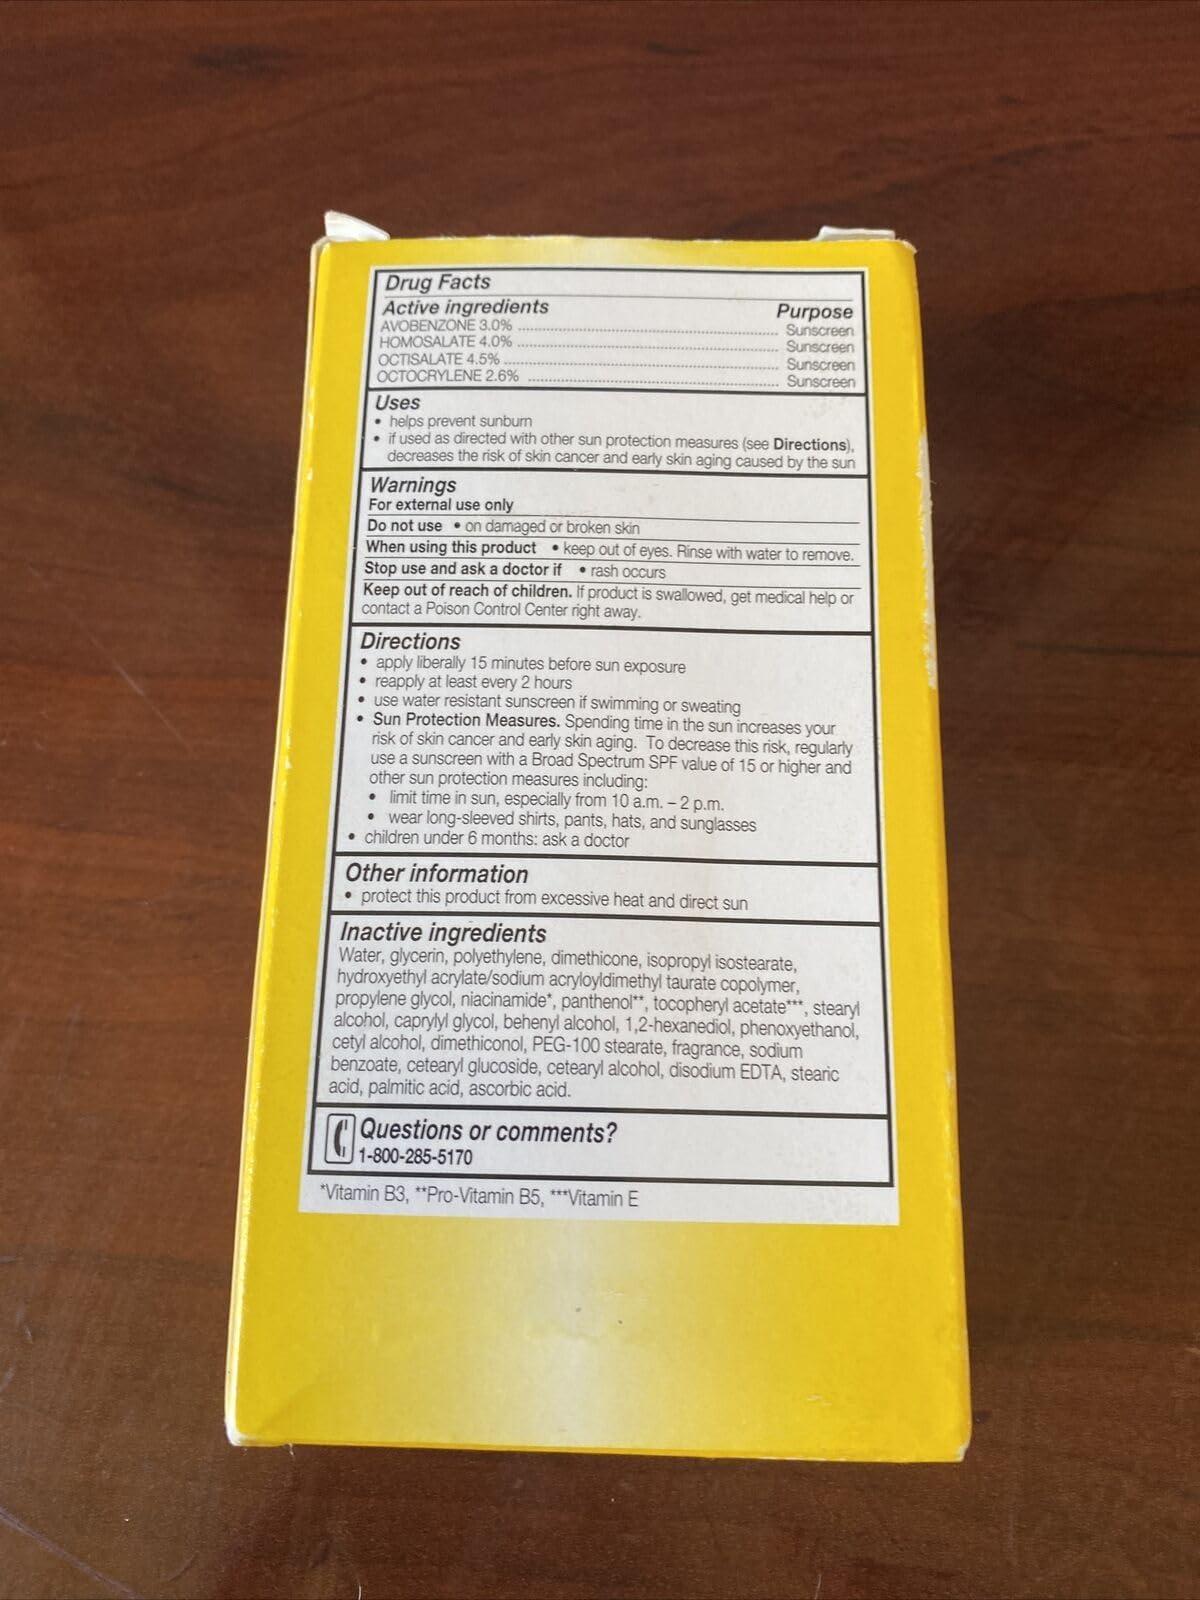 Drug Facts
Active ingredients Purpose
AVOBENZONE 3.0% ........................ Sunscreen
HOMOSALATE 4.0% ........................ Sunscreen
OCTISALATE 4.5% ........................ Sunscreen
OCTOCRYLENE 2.6% ........................ Sunscreen
Uses
• helps prevent sunburn
• if used as directed with other sun protection measures (see Directions),
decreases the risk of skin cancer and early skin aging caused by the sun
Warnings
For external use only
Do not use • on damaged or broken skin
When using this product • keep out of eyes. Rinse with water to remove.
Stop use and ask a doctor if • rash occurs
Keep out of reach of children. If product is swallowed, get medical help or
contact a Poison Control Center right away.
Directions
• apply liberally 15 minutes before sun exposure
• reapply at least every 2 hours
• use water resistant sunscreen if swimming or sweating
• Sun Protection Measures. Spending time in the sun increases your
risk of skin cancer and early skin aging. To decrease this risk, regularly
use a sunscreen with a Broad Spectrum SPF value of 15 or higher and
other sun protection measures including:
• limit time in sun, especially from 10 a.m. – 2 p.m.
• wear long-sleeved shirts, pants, hats, and sunglasses
• children under 6 months: ask a doctor
Other information
• protect this product from excessive heat and direct sun
Inactive ingredients
Water, glycerin, polyethylene, dimethicone, isopropyl isostearate,
hydroxyethyl acrylate/sodium acryloyldimethyl taurate copolymer,
propylene glycol, niacinamide*, panthenol**, tocopheryl acetate***, stearyl
alcohol, caprylyl glycol, behenyl alcohol, 1,2-hexanediol, phenoxyethanol,
cetyl alcohol, dimethiconol, PEG-100 stearate, fragrance, sodium
benzoate, cetearyl glucoside, cetearyl alcohol, disodium EDTA, stearic
acid, palmitic acid, ascorbic acid.
Questions or comments?
1-800-285-5170
*Vitamin B3, **Pro-Vitamin B5, ***Vitamin E